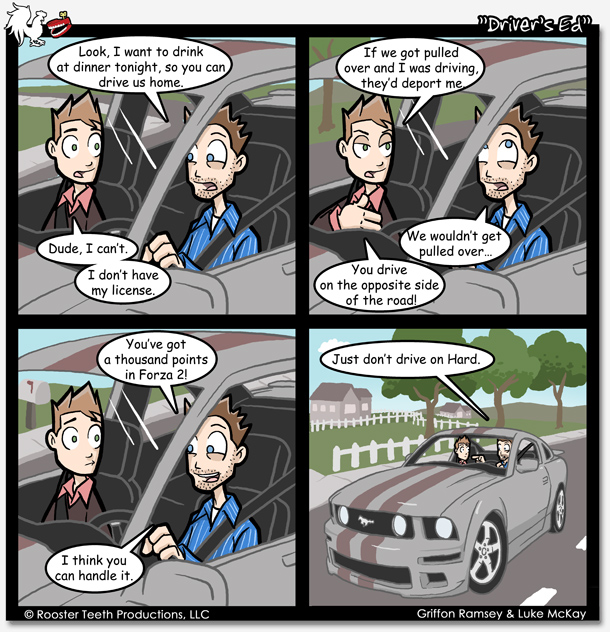 "Driver's Ed"
Look, I want to drink
at dinner tonight, so you can
drive us home.
Dude, I can't.
I don't have
my license.
If we got pulled
over and I was driving,
they'd deport me
We wouldn't get
pulled over...
You drive
on the opposite side
of the road!
You've got
a thousand points
in Forza 2!
I think you
can handle it.
Just don't drive on Hard.
© Rooster Teeth Productions, LLC
Griffon Ramsey & Luke McKay